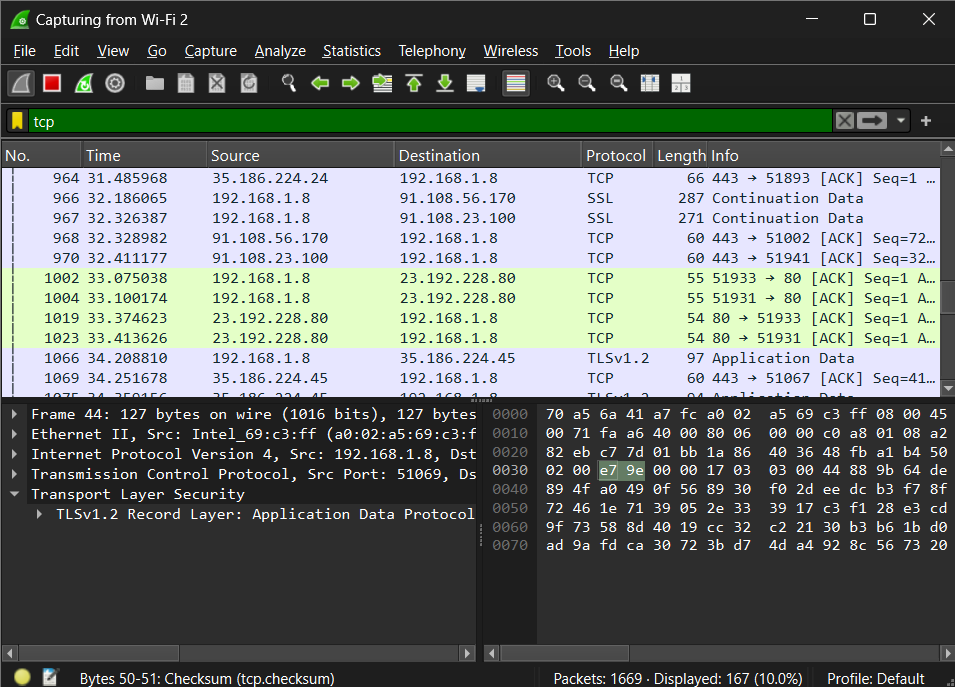 Capturing from Wi-Fi 2
File Edit View Go Capture Analyze Statistics Telephony Wireless Tools Help
tcp
No. Time Source Destination Protocol Length Info
964 31.485968 35.186.224.24 192.168.1.8 TCP 66 443 → 51893 [ACK] Seq=1 …
966 32.186065 192.168.1.8 91.108.56.170 SSL 287 Continuation Data
967 32.326387 192.168.1.8 91.108.23.100 SSL 271 Continuation Data
968 32.328982 91.108.56.170 192.168.1.8 TCP 60 443 → 51002 [ACK] Seq=72…
970 32.411177 91.108.23.100 192.168.1.8 TCP 60 443 → 51941 [ACK] Seq=32…
1002 33.075038 192.168.1.8 23.192.228.80 TCP 55 51933 → 80 [ACK] Seq=1 A…
1004 33.100174 192.168.1.8 23.192.228.80 TCP 55 51931 → 80 [ACK] Seq=1 A…
1019 33.374623 23.192.228.80 192.168.1.8 TCP 54 80 → 51933 [ACK] Seq=1 A…
1023 33.413626 23.192.228.80 192.168.1.8 TCP 54 80 → 51931 [ACK] Seq=1 A…
1066 34.208810 192.168.1.8 35.186.224.45 TLSv1.2 97 Application Data
1069 34.251678 35.186.224.45 192.168.1.8 TCP 60 443 → 51067 [ACK] Seq=41…
Frame 44: 127 bytes on wire (1016 bits), 127 bytes
Ethernet II, Src: Intel_69:c3:ff (a0:02:a5:69:c3:f
Internet Protocol Version 4, Src: 192.168.1.8, Dst
Transmission Control Protocol, Src Port: 51069, Ds
Transport Layer Security
TLSv1.2 Record Layer: Application Data Protocol
0000 70 a5 6a 41 a7 fc a0 02 a5 69 c3 ff 08 00 45
0010 00 71 fa a6 40 00 80 06 00 00 c0 a8 01 08 a2
0020 82 eb c7 7d 01 bb 1a 86 40 36 48 fb a1 b4 50
0030 02 00 e7 9e 00 00 17 03 03 00 44 88 9b 64 de
0040 89 4f a0 49 0f 56 89 30 f0 2d ee dc b3 f7 8f
0050 72 46 1e 71 39 05 2e 33 39 17 c3 f1 28 e3 cd
0060 9f 73 58 8d 40 19 cc 32 c2 21 30 b3 b6 1b d0
0070 ad 9a fd ca 30 72 3b d7 4d a4 92 8c 56 73 20
Bytes 50-51: Checksum (tcp.checksum) Packets: 1669 · Displayed: 167 (10.0%) Profile: Default